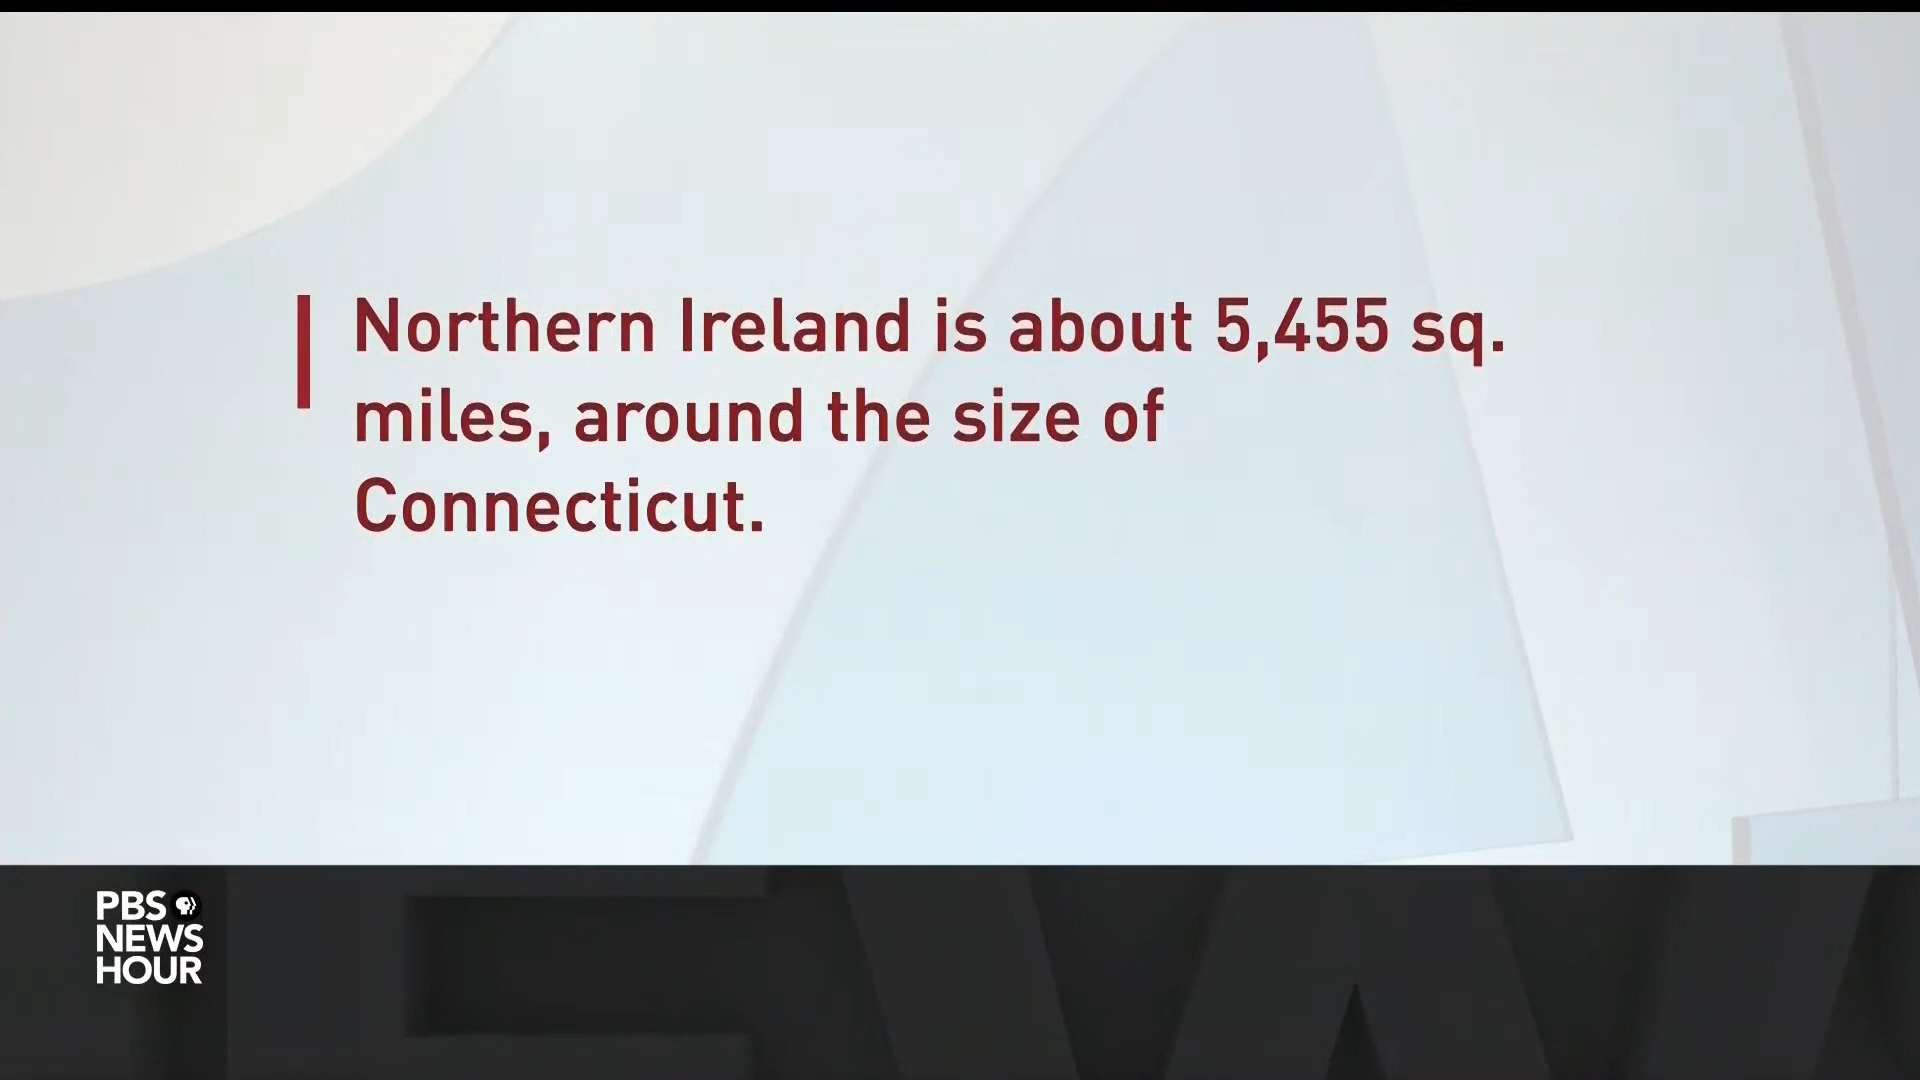 Northern Ireland is about 5,455 sq.
miles, around the size of
Connecticut.
PBS
NEWS
HOUR